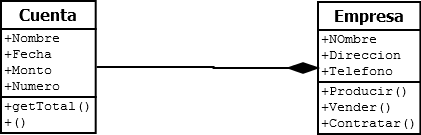 Cuenta
+Nombre
+Fecha
+Monto
+Numero
+getTotal()
+()
Empresa
+NOmbre
+Direccion
+Telefono
+Producir()
+Vender()
+Contratar()